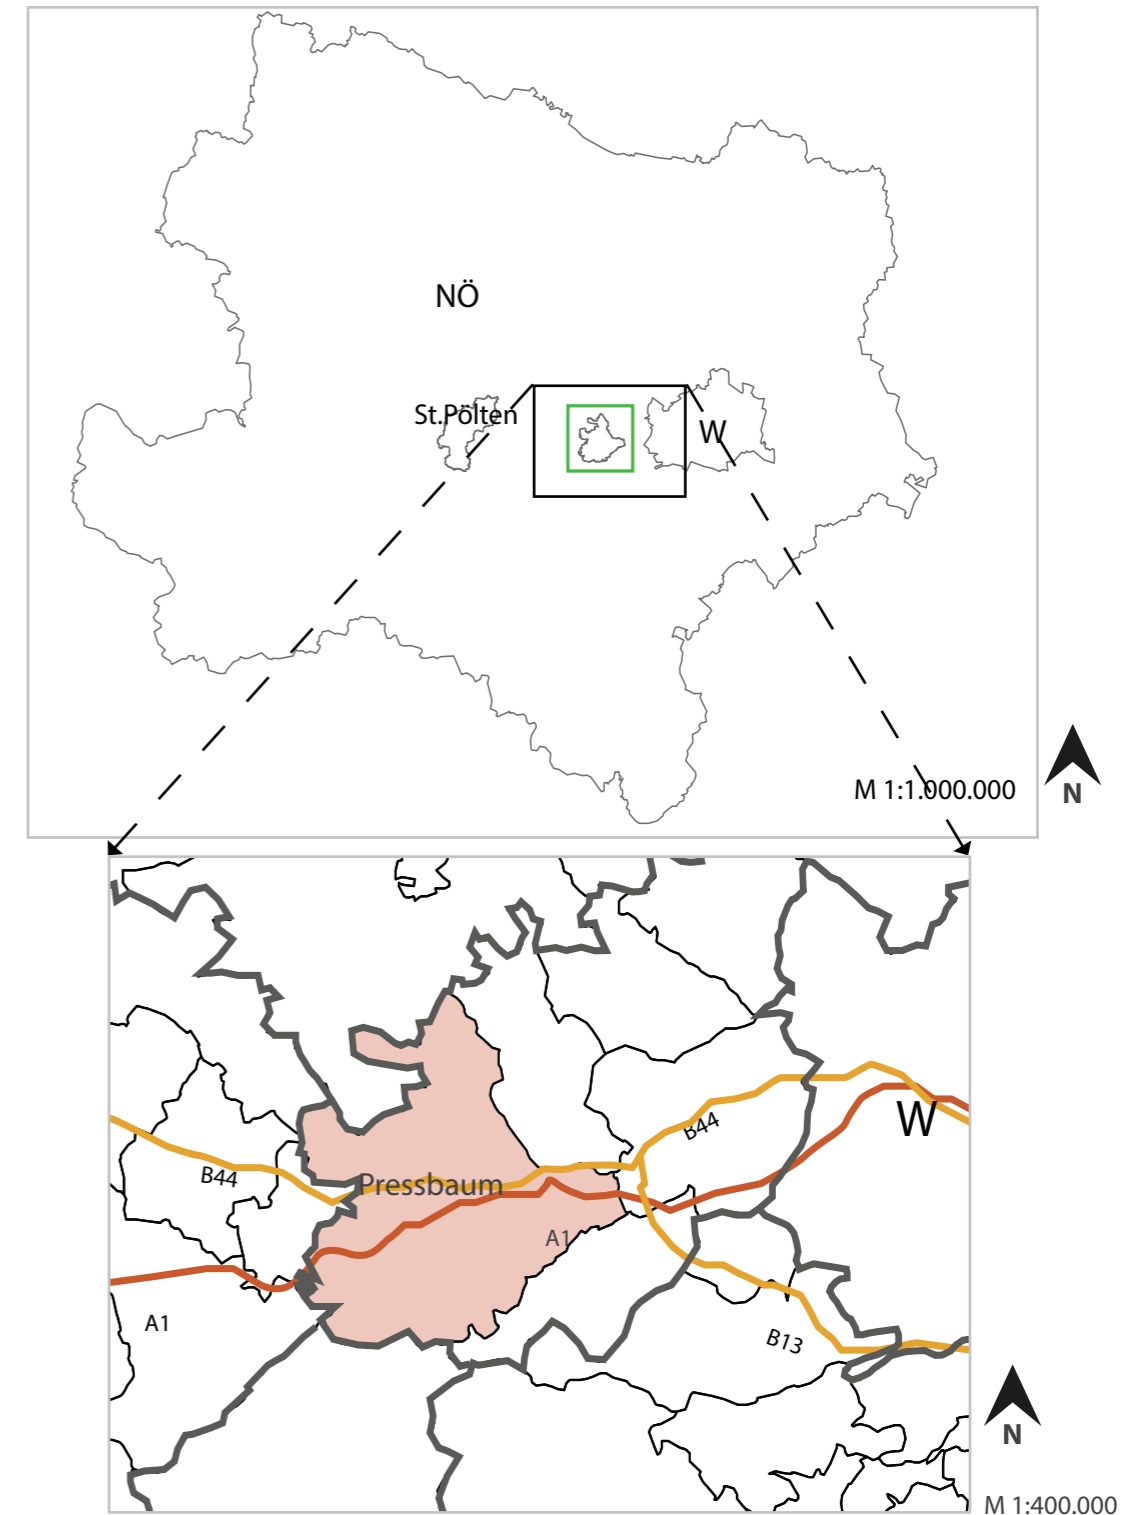 NÖ
St.Pölten
W
M 1:1.000.000
N
W
B44
B44
Pressbaum
A1
A1
B13
N
M 1:400.000